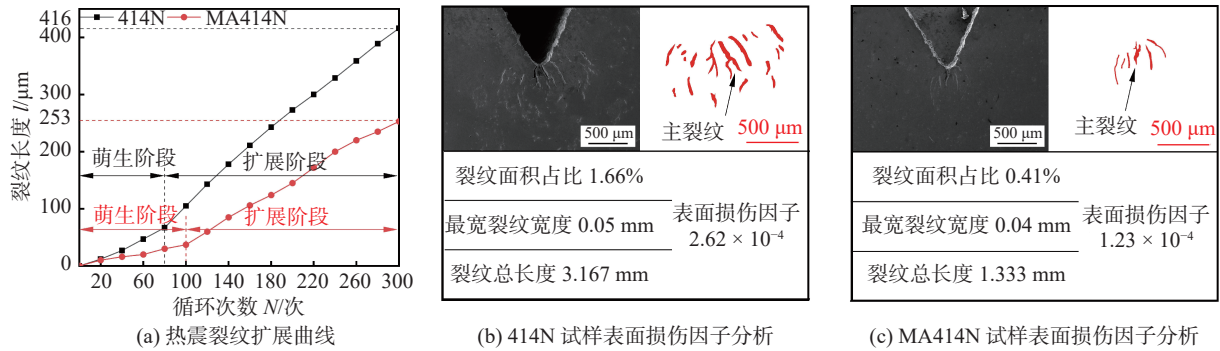 414N MA414N
416
400
300
253
200
100
0
裂纹长度 l/μm
萌生阶段 扩展阶段
萌生阶段 扩展阶段
20 60 100 140 180 220 260 300
循环次数 N/次
(a) 热震裂纹扩展曲线
500 μm
主裂纹
500 μm
裂纹面积占比 1.66%
最宽裂纹宽度 0.05 mm
裂纹总长度 3.167 mm
表面损伤因子
2.62 × 10⁻⁴
(b) 414N 试样表面损伤因子分析
500 μm
主裂纹
500 μm
裂纹面积占比 0.41%
最宽裂纹宽度 0.04 mm
裂纹总长度 1.333 mm
表面损伤因子
1.23 × 10⁻⁴
(c) MA414N 试样表面损伤因子分析